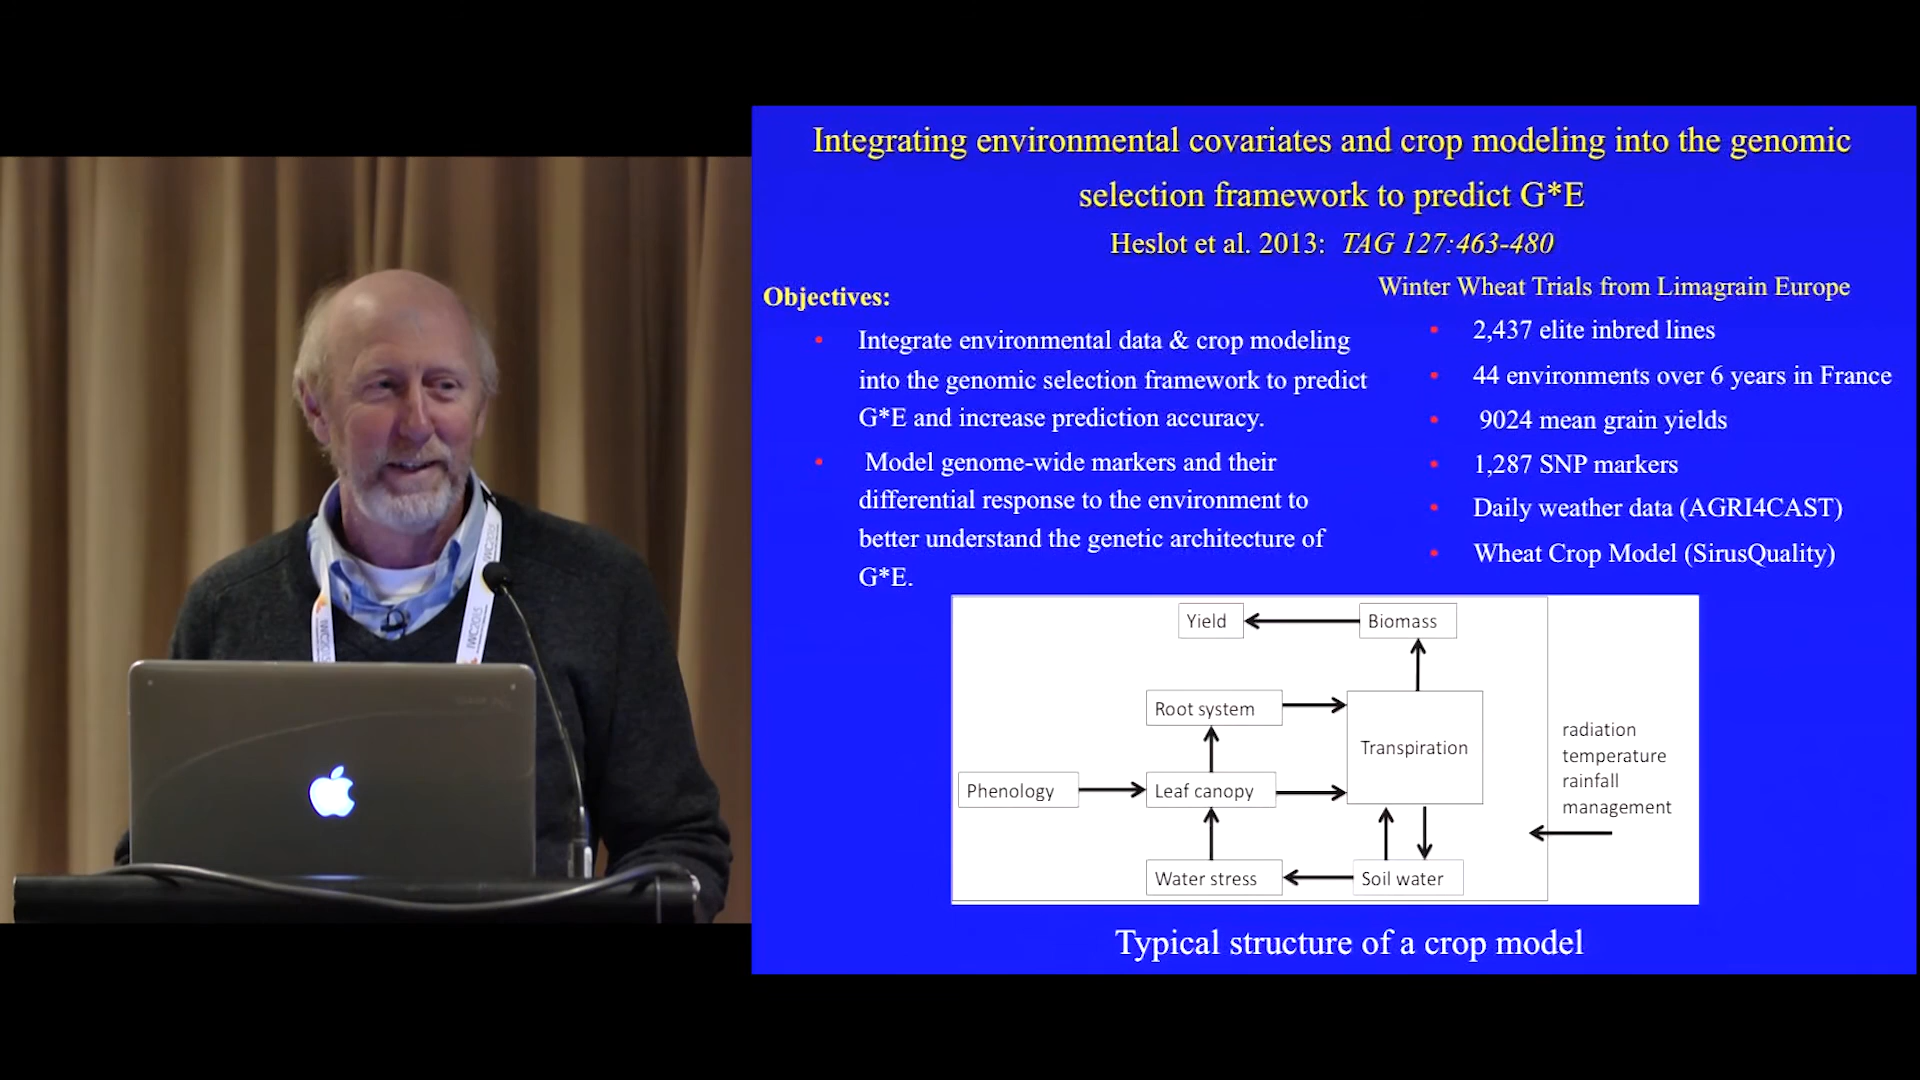 Integrating environmental covariates and crop modeling into the genomic
selection framework to predict G*E
Heslot et al. 2013: TAG 127:463-480
Objectives:
• Integrate environmental data & crop modeling
into the genomic selection framework to predict
G*E and increase prediction accuracy.
• Model genome-wide markers and their
differential response to the environment to
better understand the genetic architecture of
G*E.
Winter Wheat Trials from Limagrain Europe
• 2,437 elite inbred lines
• 44 environments over 6 years in France
• 9024 mean grain yields
• 1,287 SNP markers
• Daily weather data (AGRI4CAST)
• Wheat Crop Model (SirusQuality)
Yield
Biomass
Root system
Transpiration
Phenology
Leaf canopy
Water stress
Soil water
radiation
temperature
rainfall
management
Typical structure of a crop model
IWC2015
IWC2015